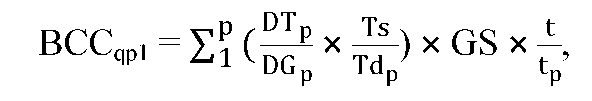 BCC_qpl = ∑_1^p (DT_p/DG_p × Ts/Td_p) × GS × t/t_p,